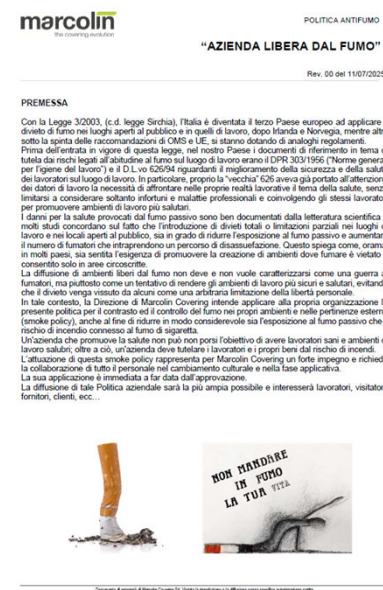 marcolin
the covering evolution
POLITICA ANTIFUMO
“AZIENDA LIBERA DAL FUMO”
Rev. 00 del 11/07/2025
PREMESSA
Con la Legge 3/2003, (c.d. legge Sirchia), l'Italia è diventata il terzo Paese europeo ad applicare
divieto di fumo nei luoghi aperti al pubblico e in quelli di lavoro, dopo Irlanda e Norvegia, mentre altr
sotto la spinta delle raccomandazioni di OMS e UE, si stanno dotando di analoghi regolamenti.
Prima dell'entrata in vigore di questa legge, nel nostro Paese i documenti di riferimento in tema d
tutela dai rischi legati all'abitudine al fumo sul luogo di lavoro erano il DPR 303/1956 ("Norme genera
per l'igiene del lavoro") e il D.L.vo 626/94 riguardanti il miglioramento della sicurezza e della salut
dei lavoratori sul luogo di lavoro. In particolare, proprio la "vecchia" 626 aveva già portato all'attenzion
dei datori di lavoro la necessità di affrontare nelle proprie realtà lavorative il tema della salute, senz
limitarsi a considerare soltanto infortuni e malattie professionali e coinvolgendo gli stessi lavorato
per promuovere ambienti di lavoro più salutari.
I danni per la salute provocati dal fumo passivo sono ben documentati dalla letteratura scientifica
molti studi concordano sul fatto che l'introduzione di divieti totali o limitazioni parziali nei luoghi d
lavoro e nei locali aperti al pubblico, sia in grado di ridurre l'esposizione al fumo passivo e aumentar
il numero di fumatori che intraprendono un percorso di disassuefazione. Questo spiega come, orama
in molti paesi, sia sentita l'esigenza di promuovere la creazione di ambienti dove fumare è vietato
consentito solo in aree circoscritte.
La diffusione di ambienti liberi dal fumo non deve e non vuole caratterizzarsi come una guerra a
fumatori, ma piuttosto come un tentativo di rendere gli ambienti di lavoro più sicuri e salutari, evitand
che il divieto venga vissuto da alcuni come una arbitraria limitazione della libertà personale.
In tale contesto, la Direzione di Marcolin Covering intende applicare alla propria organizzazione l
presente politica per il contrasto ed il controllo del fumo nei propri ambienti e nelle pertinenze estern
(smoke policy), anche al fine di ridurre in modo considerevole sia l'esposizione al fumo passivo che
rischio di incendio connesso al fumo di sigaretta.
Un'azienda che promuove la salute non può non porsi l'obiettivo di avere lavoratori sani e ambienti d
lavoro salubri; oltre a ciò, un'azienda deve tutelare i lavoratori e i propri beni dal rischio di incendi.
L'attuazione di questa smoke policy rappresenta per Marcolin Covering un forte impegno e richied
la collaborazione di tutto il personale nel cambiamento culturale e nella fase applicativa.
La sua applicazione è immediata a far data dall'approvazione.
La diffusione di tale Politica aziendale sarà la più ampia possibile e interesserà lavoratori, visitator
fornitori, clienti, ecc…
NON MANDARE
IN FUMO
LA TUA VITA